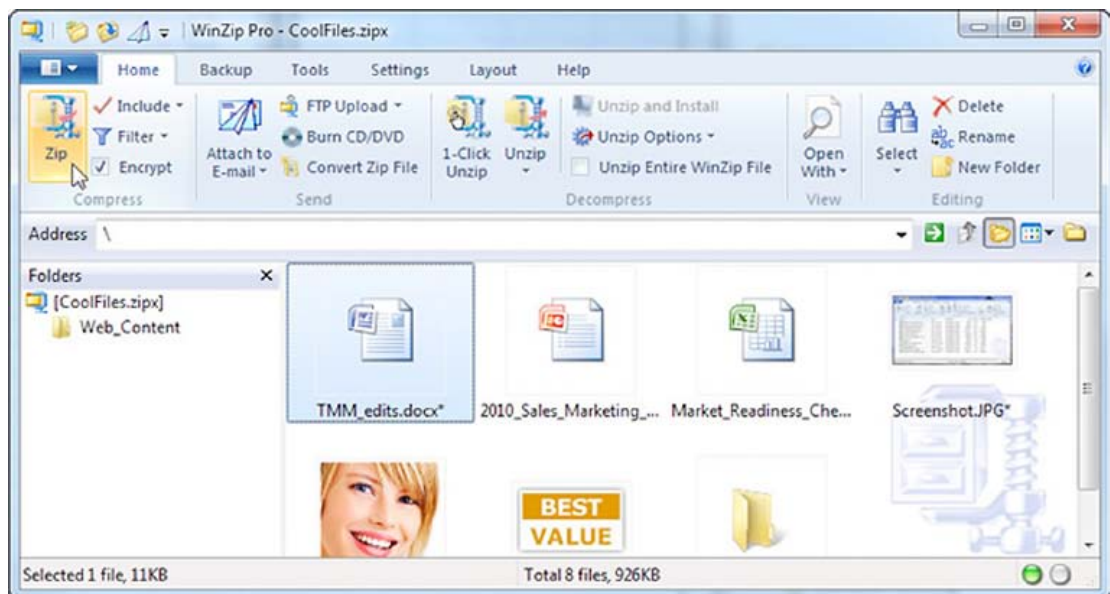 WinZip Pro - CoolFiles.zipx
Home Backup Tools Settings Layout Help
Zip
Include
Filter
Encrypt
Compress
Attach to
E-mail
FTP Upload
Burn CD/DVD
Convert Zip File
Send
1-Click
Unzip
Unzip
Unzip and Install
Unzip Options
Unzip Entire WinZip File
Decompress
Open
With
View
Select
Delete
Rename
New Folder
Editing
Address \
Folders
[CoolFiles.zipx]
Web_Content
TMM_edits.docx*
2010_Sales_Marketing_...
Market_Readiness_Che...
Screenshot.JPG*
BEST
VALUE
Selected 1 file, 11KB
Total 8 files, 926KB